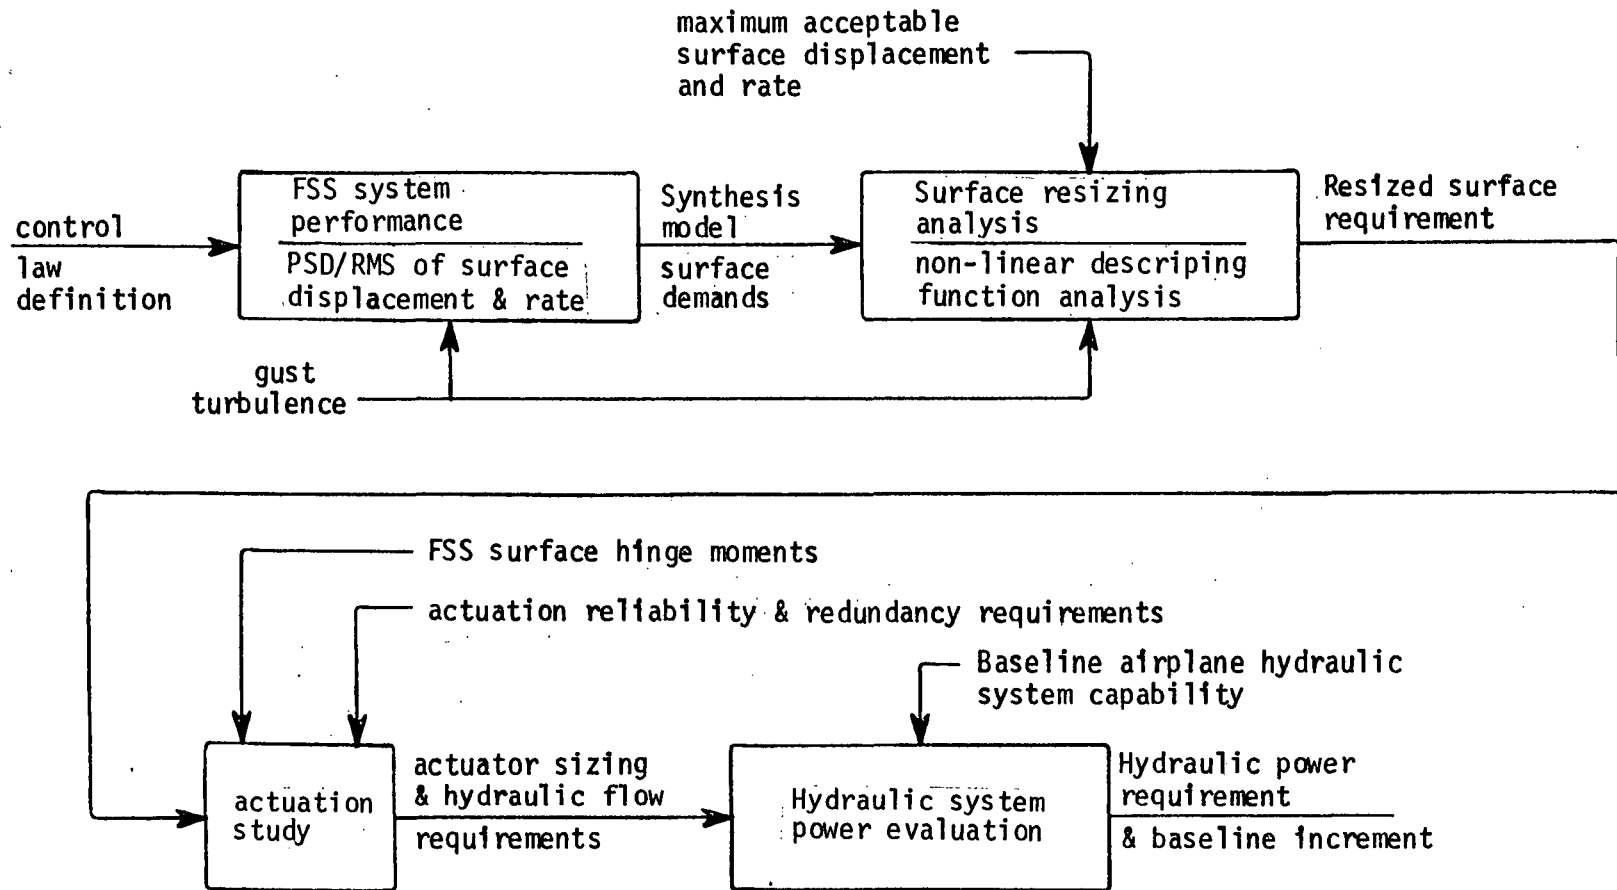 maximum acceptable
surface displacement
and rate
control
law
definition
FSS system
performance
PSD/RMS of surface
displacement & rate
Synthesis
model
surface
demands
Surface resizing
analysis
non-linear descriping
function analysis
Resized surface
requirement
gust
turbulence
FSS surface hinge moments
actuation reliability & redundancy requirements
Baseline airplane hydraulic
system capability
actuation
study
actuator sizing
& hydraulic flow
requirements
Hydraulic system
power evaluation
Hydraulic power
requirement
& baseline increment